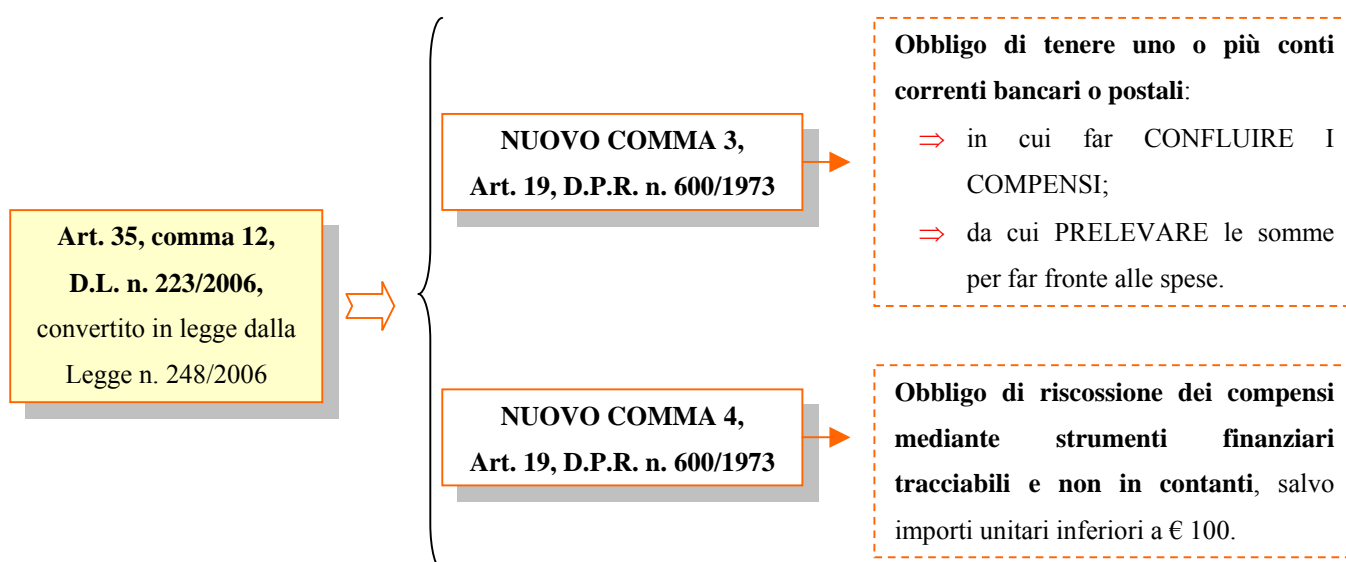 Art. 35, comma 12,
D.L. n. 223/2006,
convertito in legge dalla
Legge n. 248/2006
NUOVO COMMA 3,
Art. 19, D.P.R. n. 600/1973
Obbligo di tenere uno o più conti
correnti bancari o postali:
⇒ in cui far CONFLUIRE I
COMPENSI;
⇒ da cui PRELEVARE le somme
per far fronte alle spese.
NUOVO COMMA 4,
Art. 19, D.P.R. n. 600/1973
Obbligo di riscossione dei compensi
mediante strumenti finanziari
tracciabili e non in contanti, salvo
importi unitari inferiori a € 100.